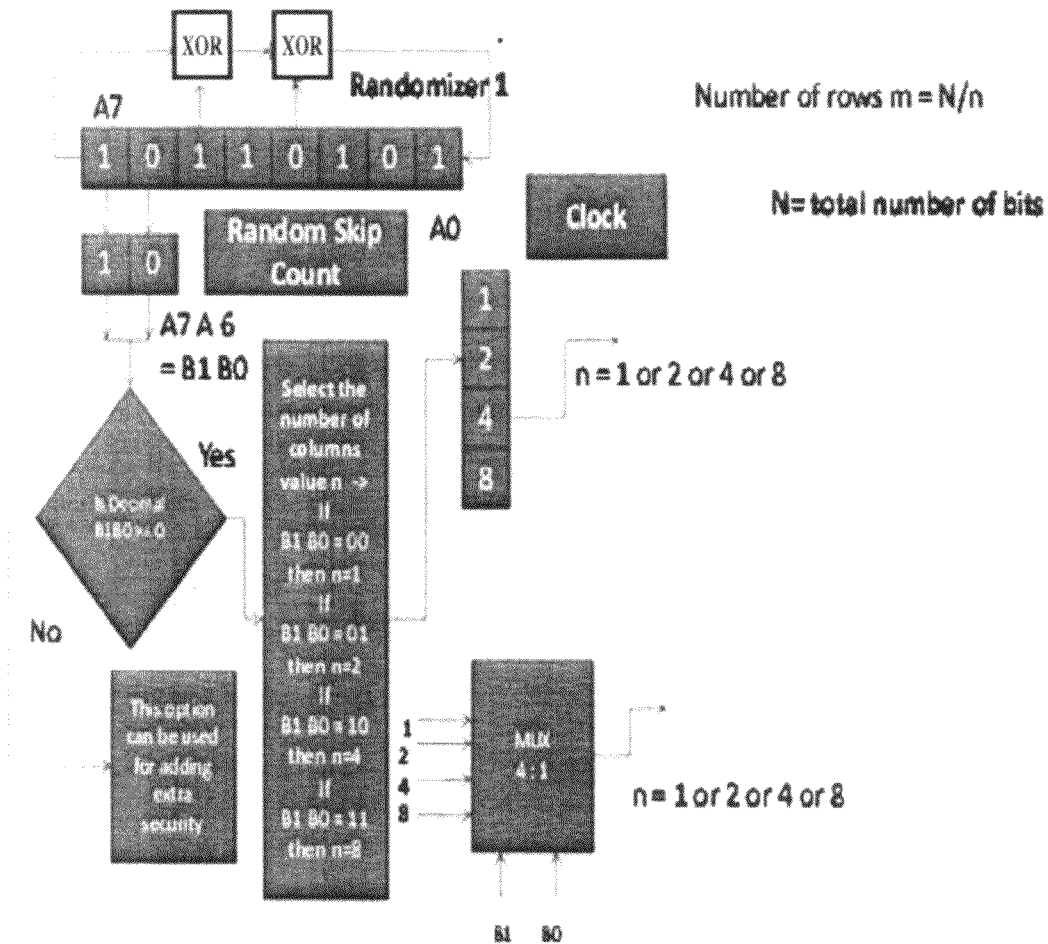 XOR
XOR
Randomizer 1
Number of rows m = N/n
A7
1 0 1 1 0 1 0 1
N= total number of bits
Random Skip
Count
A0
Clock
1 0
A7 A 6
= B1 B0
1
2
4
8
n = 1 or 2 or 4 or 8
Select the
number of
columns
value n ->
If
B1 B0 = 00
then n=1
If
B1 B0 = 01
then n=2
If
B1 B0 = 10
then n=4
If
B1 B0 = 11
then n=8
Yes
Is Decimal
B1B0>= 0
No
This option
can be used
for adding
extra
security
1
2
4
8
MUX
4 : 1
n = 1 or 2 or 4 or 8
B1 B0